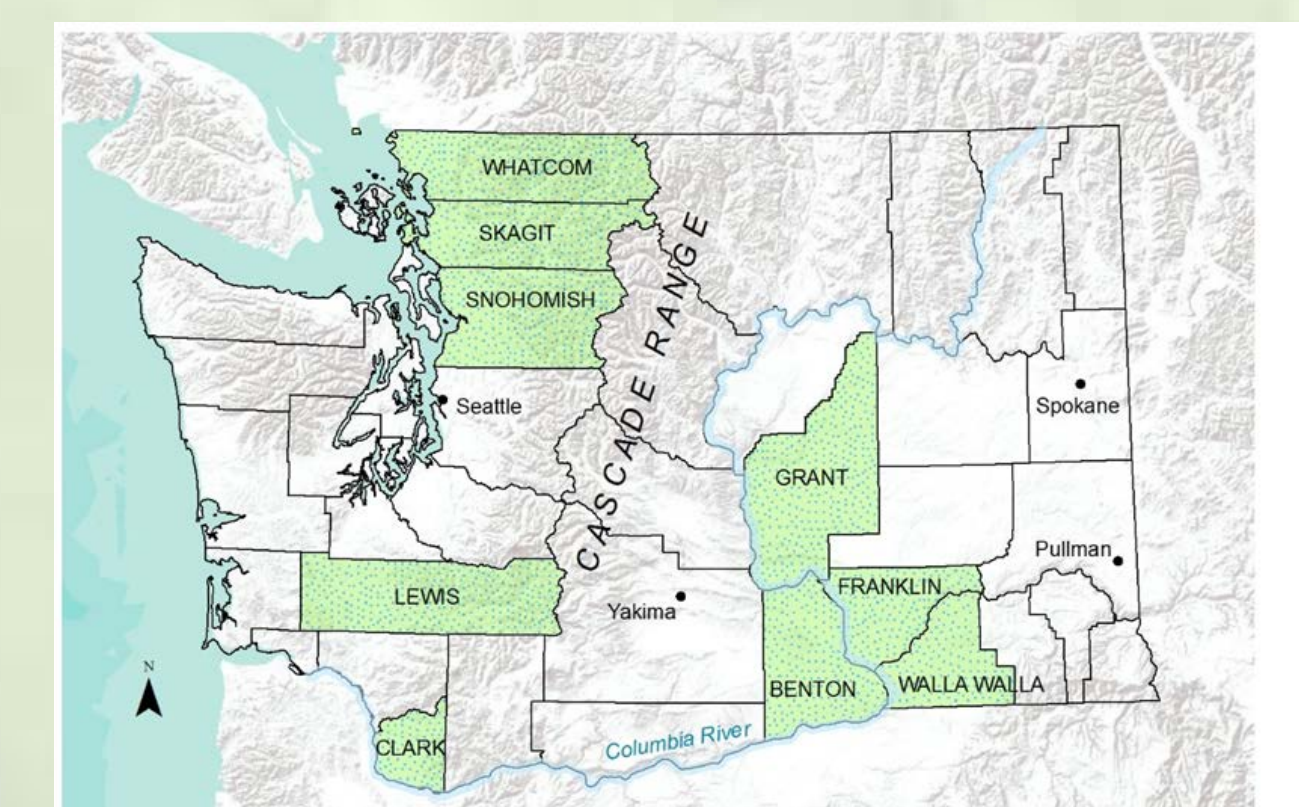 WHATCOM
SKAGIT
SNOHOMISH
CASCADE RANGE
Seattle
Spokane
GRANT
Pullman
FRANKLIN
LEWIS
Yakima
N
BENTON
WALLA WALLA
CLARK
Columbia River